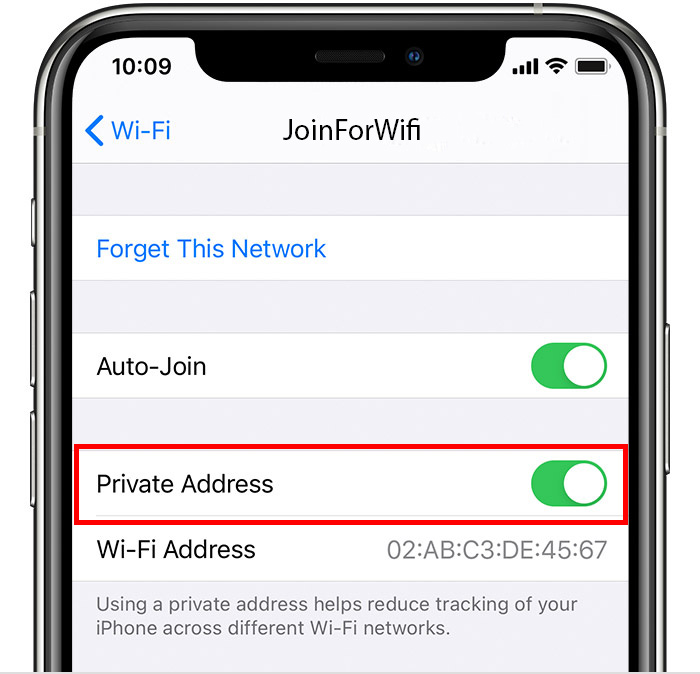 10:09
Wi-Fi
JoinForWifi
Forget This Network
Auto-Join
Private Address
Wi-Fi Address 02:AB:C3:DE:45:67
Using a private address helps reduce tracking of your
iPhone across different Wi-Fi networks.